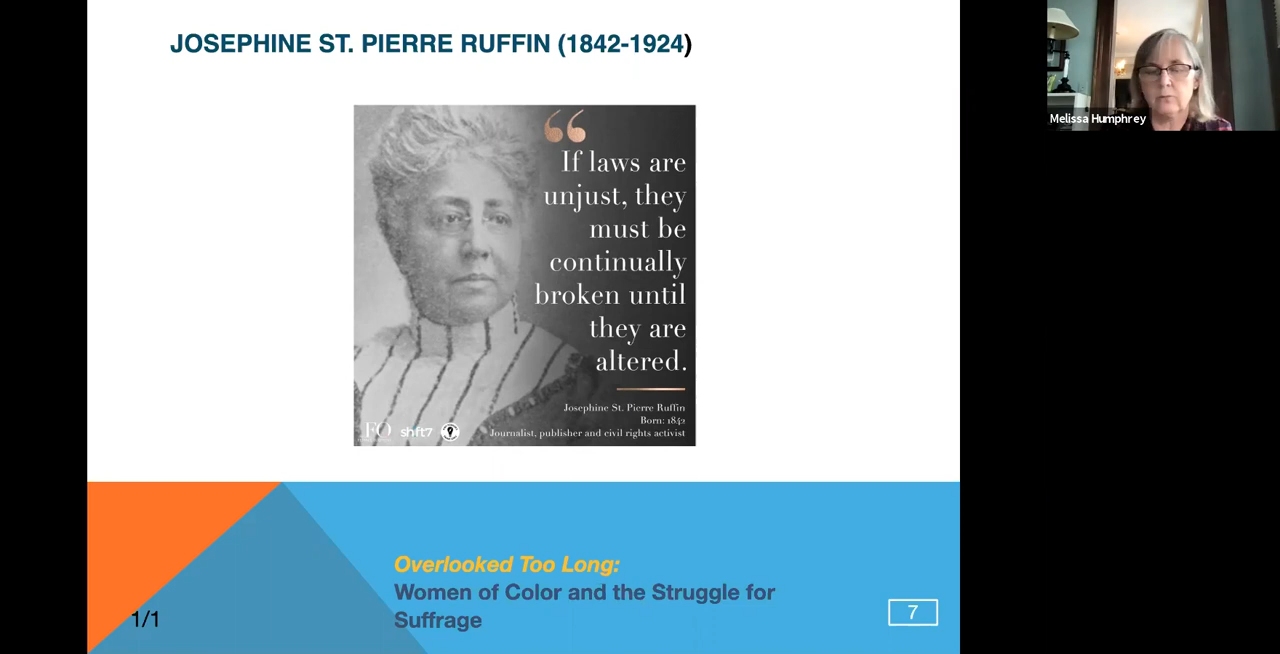 JOSEPHINE ST. PIERRE RUFFIN (1842-1924)
Melissa Humphrey
“
If laws are
unjust, they
must be
continually
broken until
they are
altered.
Josephine St. Pierre Ruffin
Born: 1842
Journalist, publisher and civil rights activist
FQ shft7
Overlooked Too Long:
Women of Color and the Struggle for
Suffrage
1/1
7